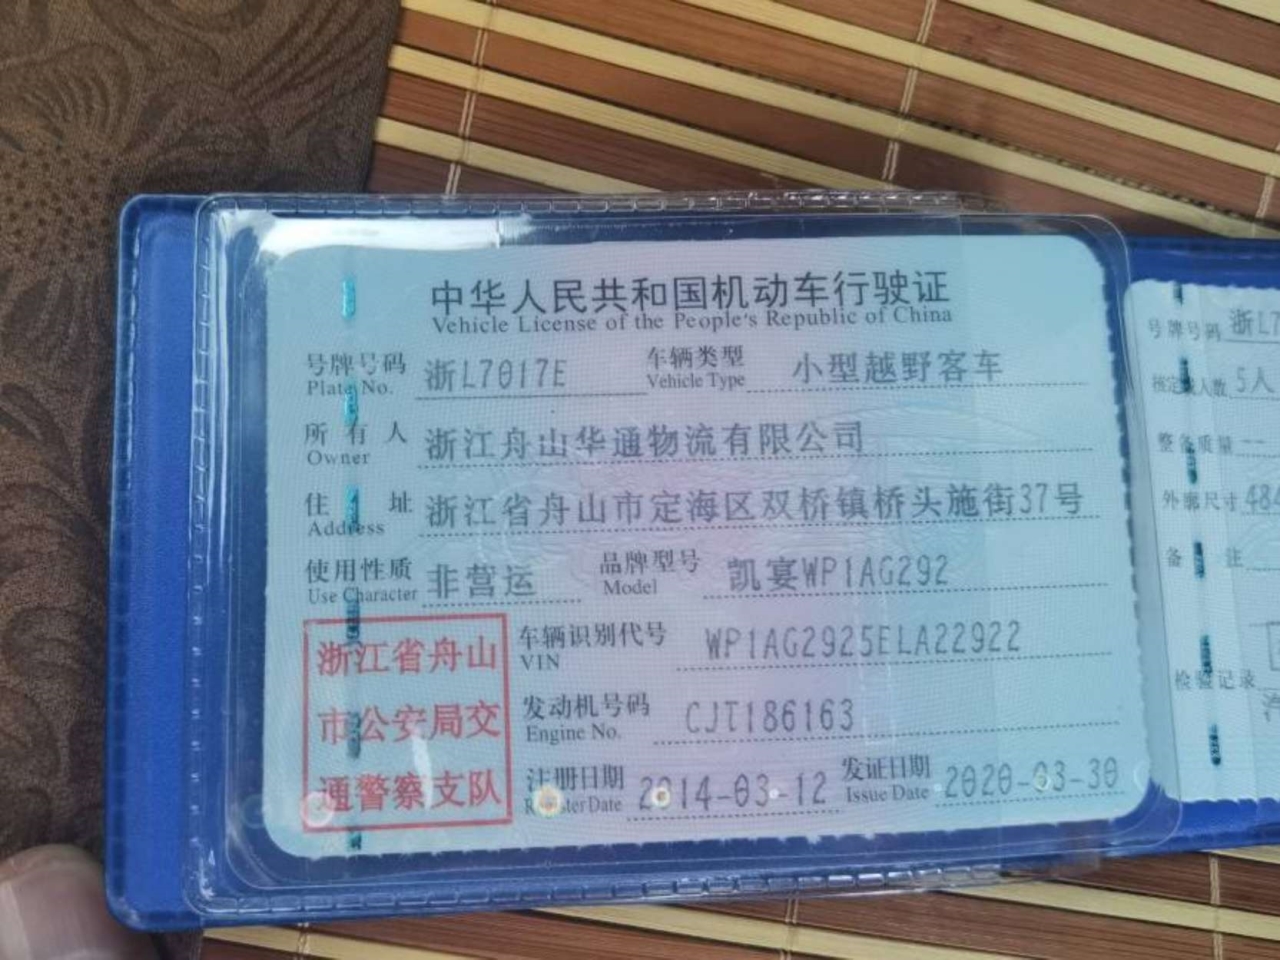 中华人民共和国机动车行驶证
Vehicle License of the People's Republic of China
号牌号码 浙L7017E 车辆类型 小型越野客车
Plate No. Vehicle Type
所有人 浙江舟山华通物流有限公司
Owner
住址 浙江省舟山市定海区双桥镇桥头施街37号
Address
使用性质 非营运 品牌型号 凯宴WP1AG292
Use Character Model
浙江省舟山
市公安局交
通警察支队
车辆识别代号 WP1AG2925ELA22922
VIN
发动机号码 CJT186163
Engine No.
注册日期 2014-03-12 发证日期 2020-03-30
Register Date Issue Date
号牌号码 浙L7
核定载人数 5人
整备质量 --
外廓尺寸 484
备注
检验记录